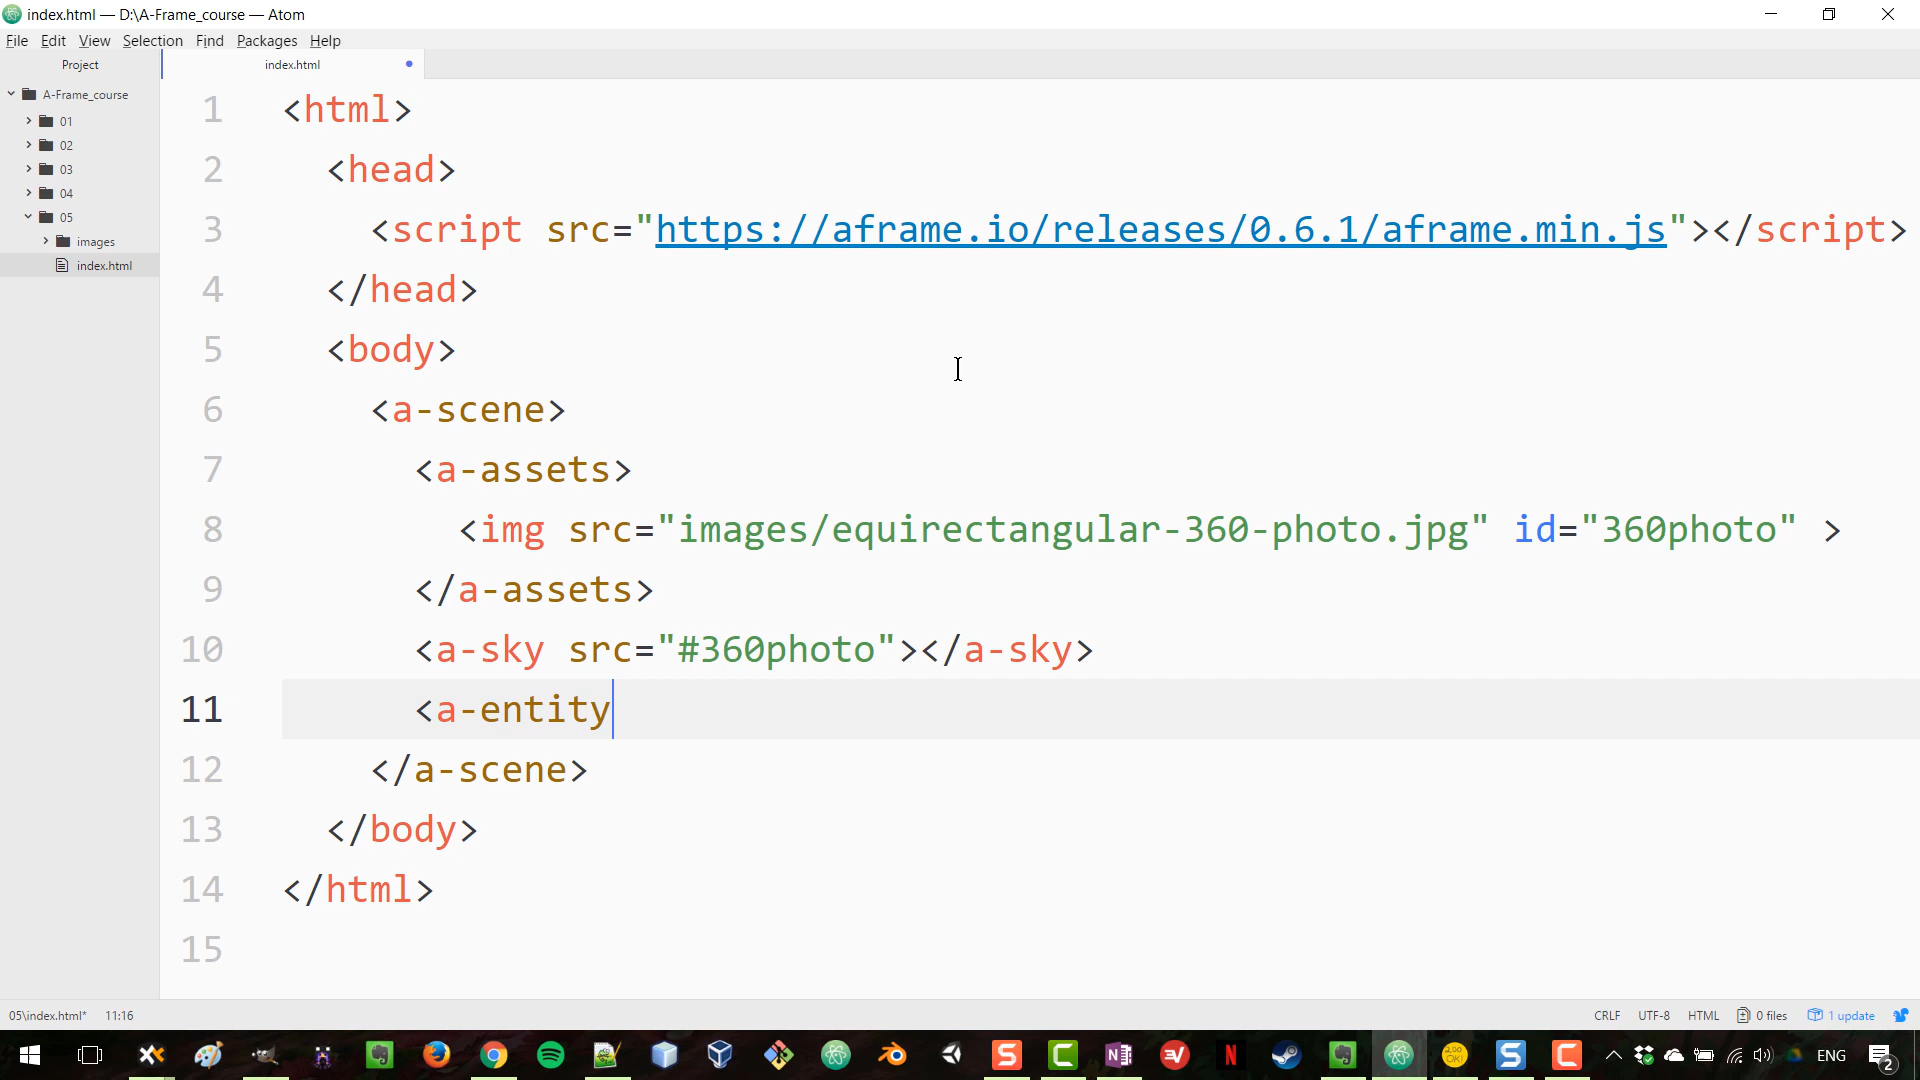 index.html — D:\A-Frame_course — Atom
File Edit View Selection Find Packages Help
Project
index.html
A-Frame_course
01
02
03
04
05
images
index.html
1 <html>
2 <head>
3 <script src="https://aframe.io/releases/0.6.1/aframe.min.js"></script>
4 </head>
5 <body>
6 <a-scene>
7 <a-assets>
8 <img src="images/equirectangular-360-photo.jpg" id="360photo" >
9 </a-assets>
10 <a-sky src="#360photo"></a-sky>
11 <a-entity
12 </a-scene>
13 </body>
14 </html>
15
05\index.html* 11:16
CRLF UTF-8 HTML 0 files 1 update
ENG
2